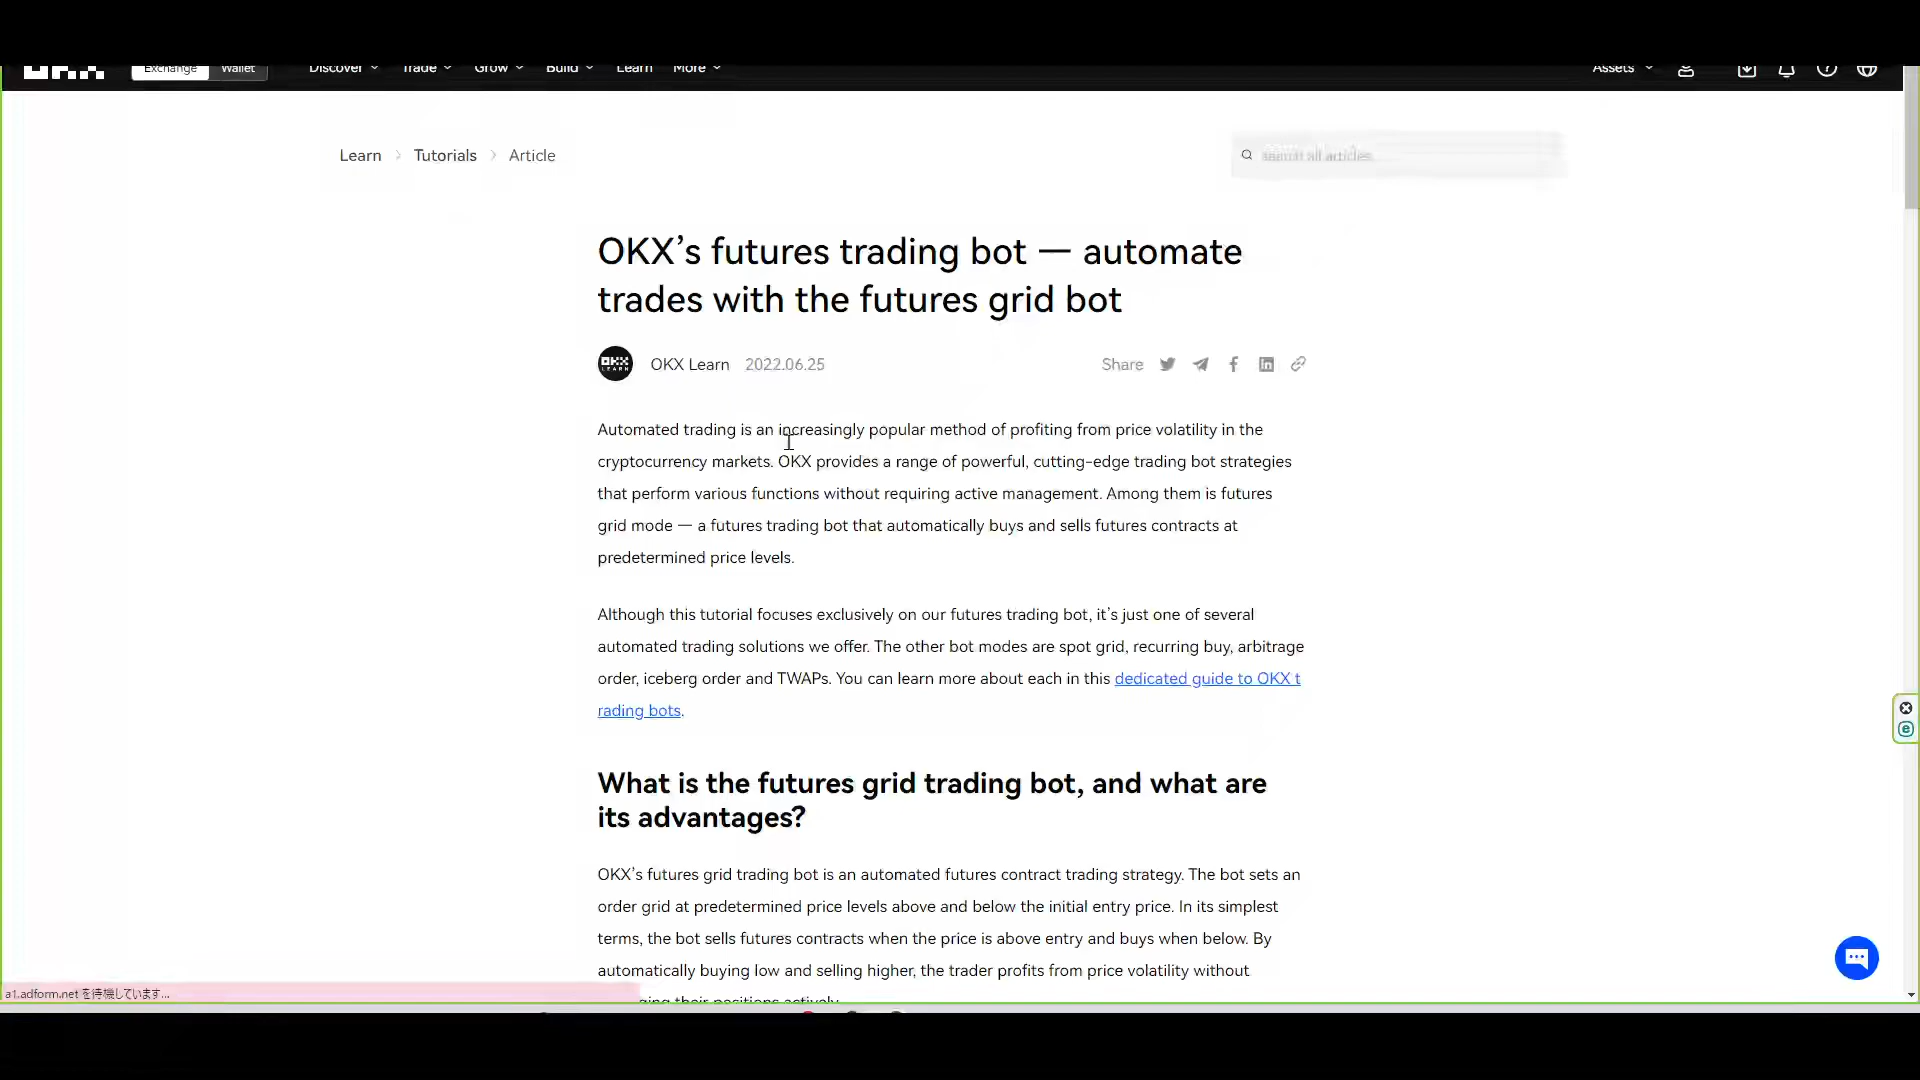 OKX Exchange Wallet Discover Trade Grow Build Learn More Assets
Learn > Tutorials > Article
Search all articles...
OKX’s futures trading bot — automate
trades with the futures grid bot
OKX LEARN
OKX Learn 2022.06.25 Share
Automated trading is an increasingly popular method of profiting from price volatility in the
cryptocurrency markets. OKX provides a range of powerful, cutting-edge trading bot strategies
that perform various functions without requiring active management. Among them is futures
grid mode — a futures trading bot that automatically buys and sells futures contracts at
predetermined price levels.
Although this tutorial focuses exclusively on our futures trading bot, it’s just one of several
automated trading solutions we offer. The other bot modes are spot grid, recurring buy, arbitrage
order, iceberg order and TWAPs. You can learn more about each in this dedicated guide to OKX t
rading bots.
What is the futures grid trading bot, and what are
its advantages?
OKX’s futures grid trading bot is an automated futures contract trading strategy. The bot sets an
order grid at predetermined price levels above and below the initial entry price. In its simplest
terms, the bot sells futures contracts when the price is above entry and buys when below. By
automatically buying low and selling higher, the trader profits from price volatility without
their positions actively.
a1.adform.net を待機しています...